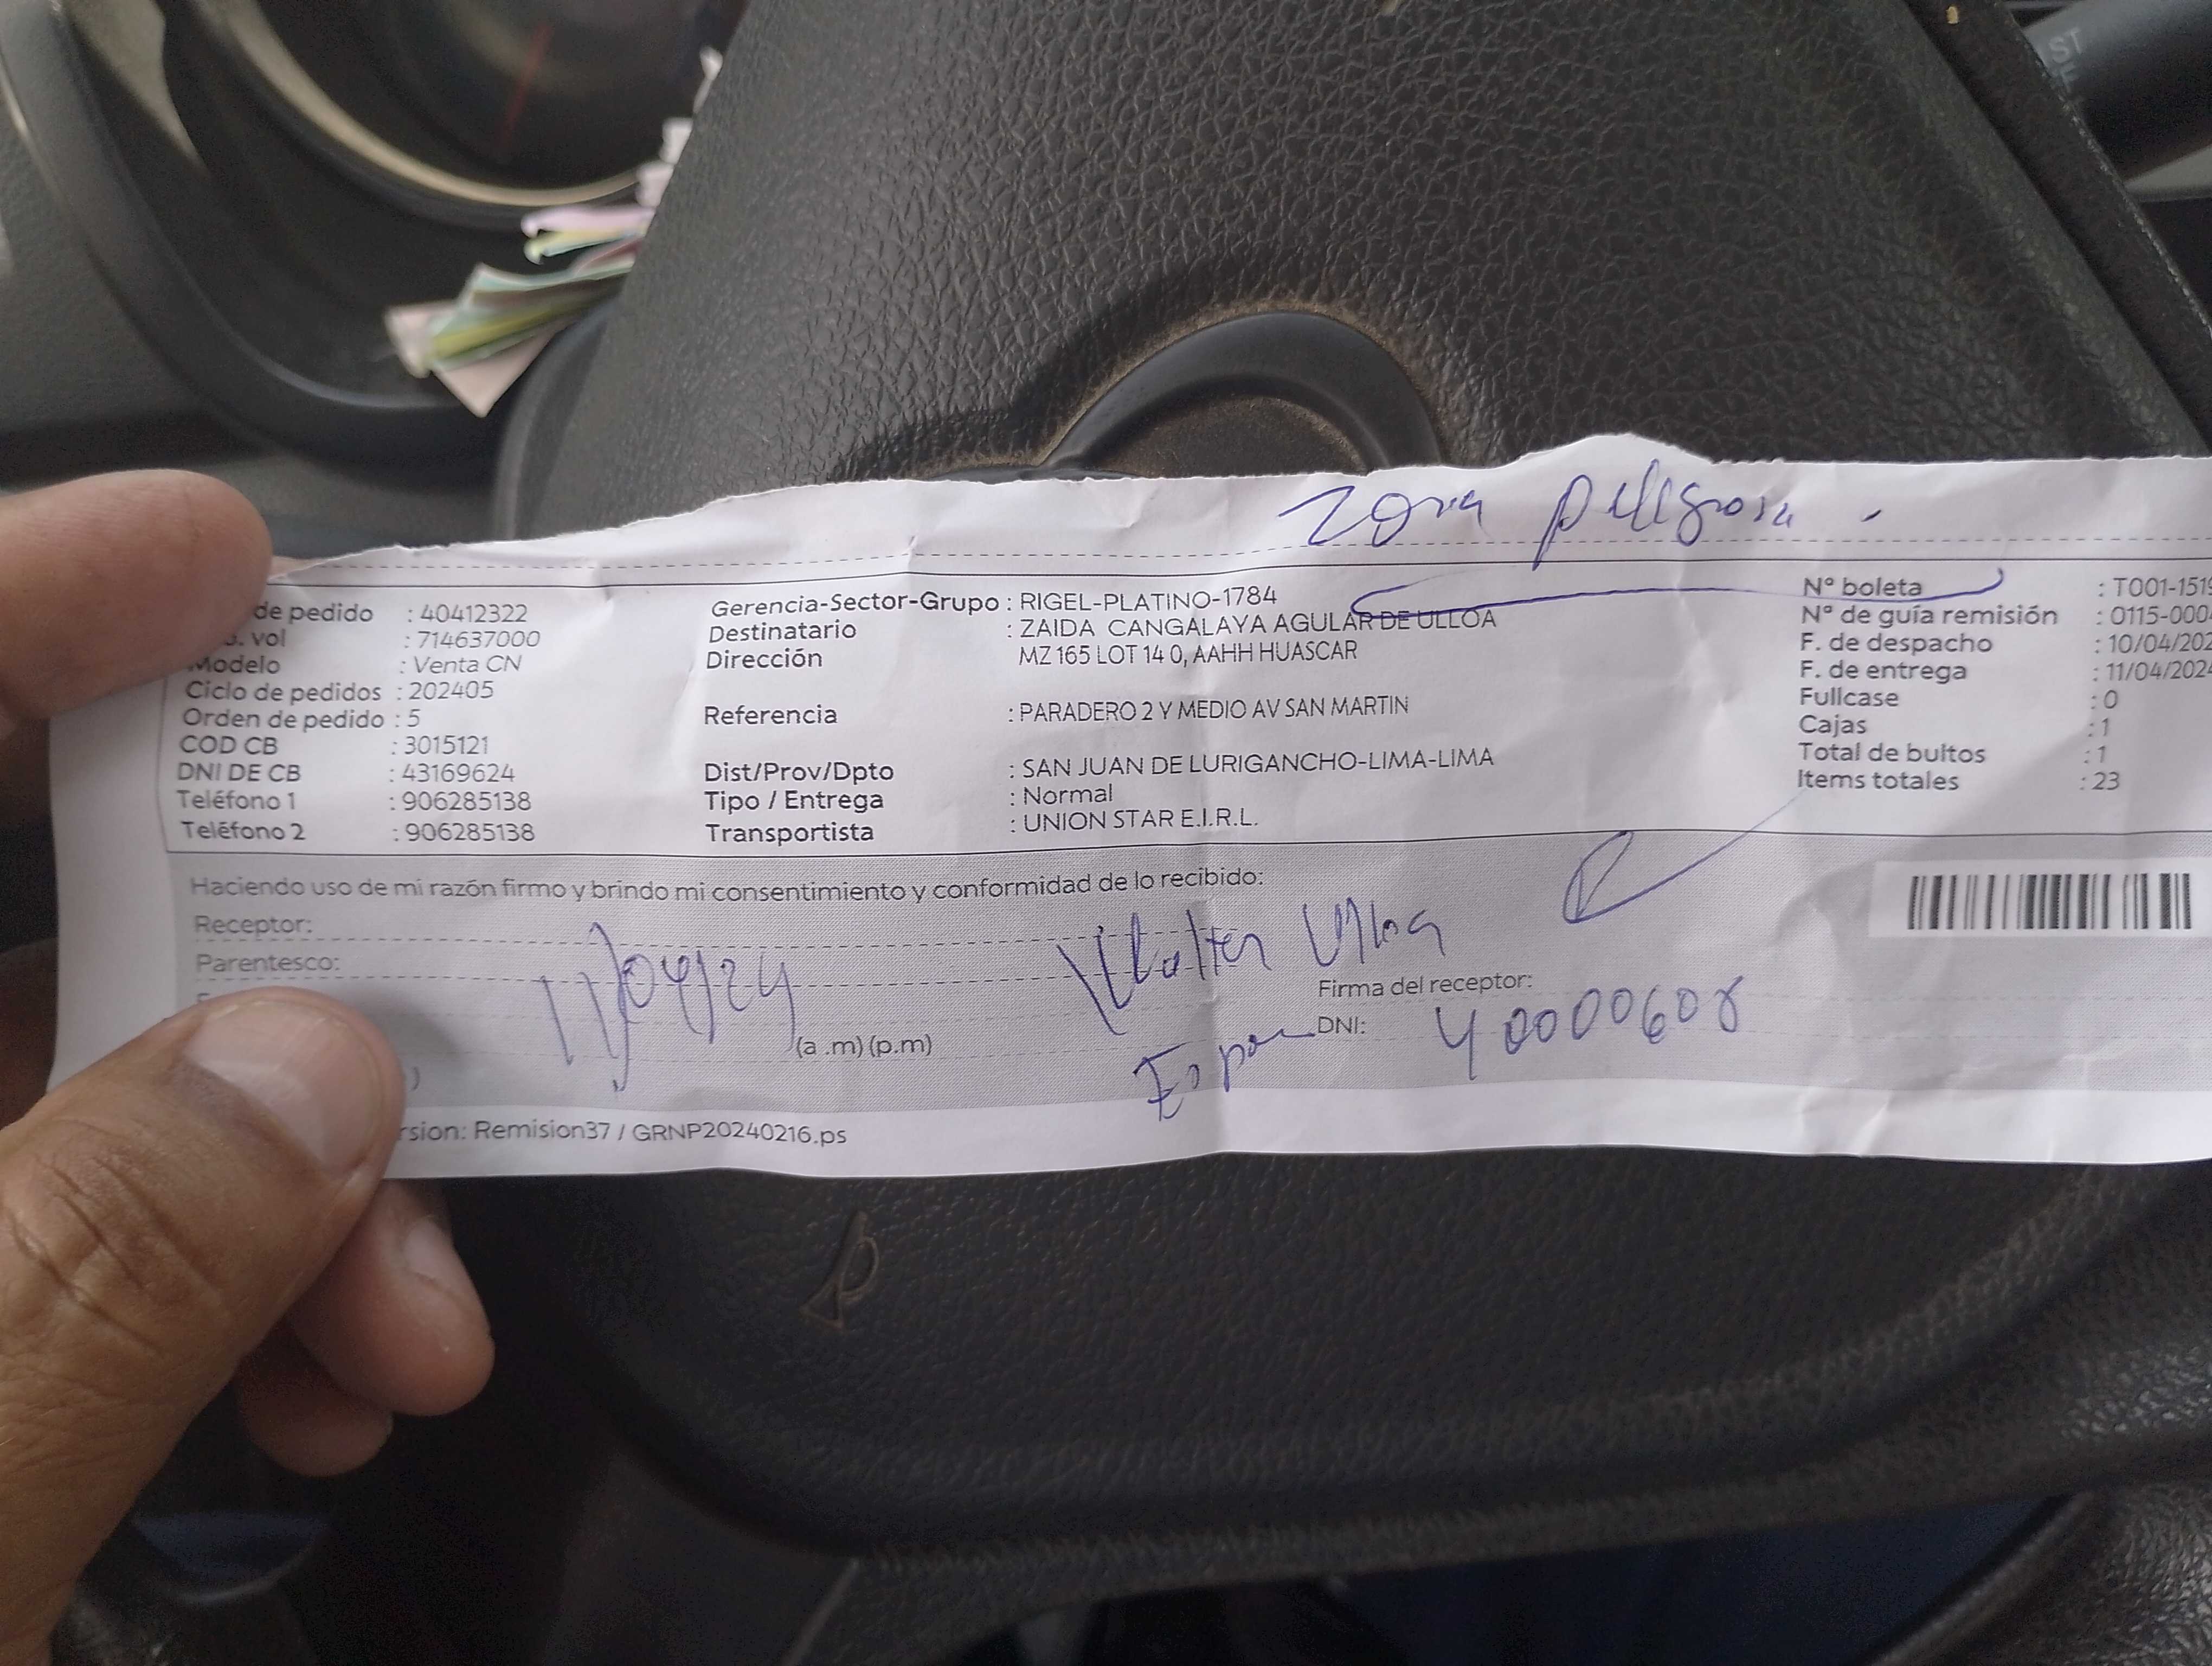 zona peligrosa.
de pedido : 40412322
. vol : 714637000
Modelo : Venta CN
Ciclo de pedidos : 202405
Orden de pedido : 5
COD CB : 3015121
DNI DE CB : 43169624
Teléfono 1 : 906285138
Teléfono 2 : 906285138
Gerencia-Sector-Grupo : RIGEL-PLATINO-1784
Destinatario : ZAIDA CANGALAYA AGULAR DE ULLOA
Dirección MZ 165 LOT 14 0, AAHH HUASCAR
Referencia : PARADERO 2 Y MEDIO AV SAN MARTIN
Dist/Prov/Dpto : SAN JUAN DE LURIGANCHO-LIMA-LIMA
Tipo / Entrega : Normal
Transportista : UNION STAR E.I.R.L.
N° boleta : T001-151
N° de guía remisión : 0115-000
F. de despacho : 10/04/202
F. de entrega : 11/04/202
Fullcase : 0
Cajas : 1
Total de bultos : 1
Items totales : 23
Haciendo uso de mi razón firmo y brindo mi consentimiento y conformidad de lo recibido:
Receptor:
Parentesco:
11/04/24
(a .m) (p.m)
Walter Ulloa
Firma del receptor:
DNI: 40000608
)
rsion: Remision37 / GRNP20240216.ps